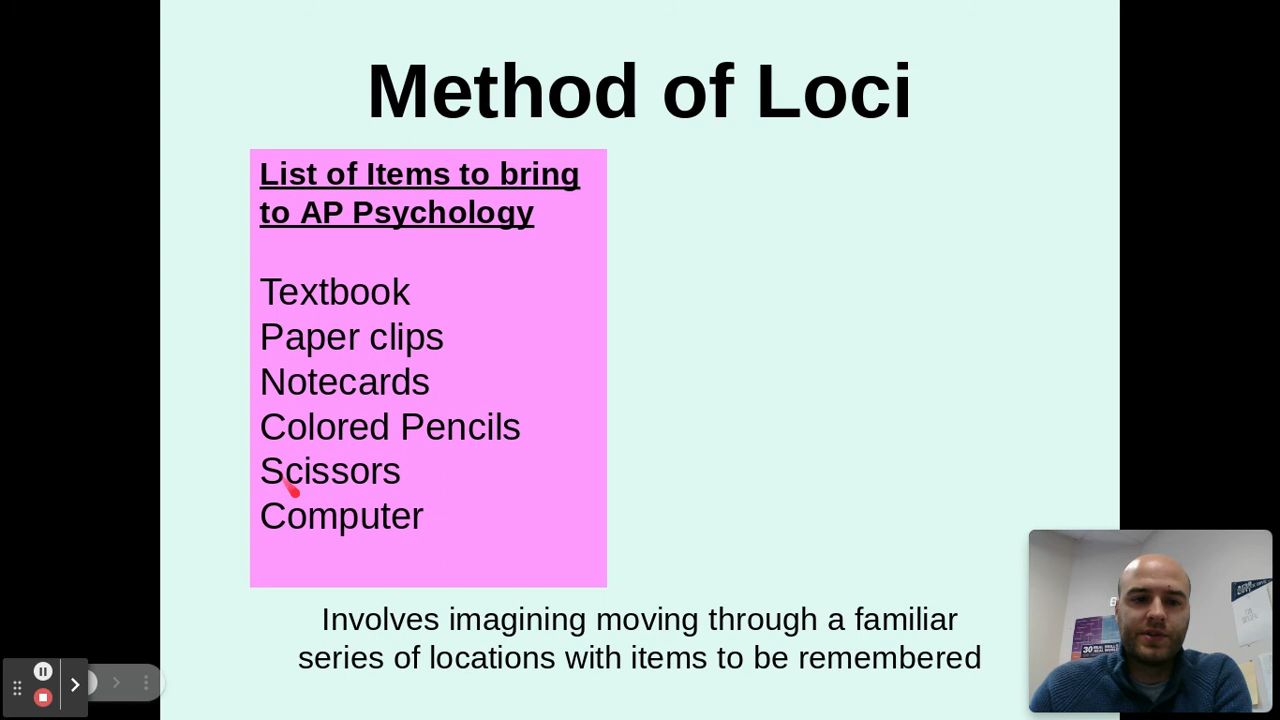 Method of Loci
List of Items to bring
to AP Psychology
Textbook
Paper clips
Notecards
Colored Pencils
Scissors
Computer
Involves imagining moving through a familiar
series of locations with items to be remembered